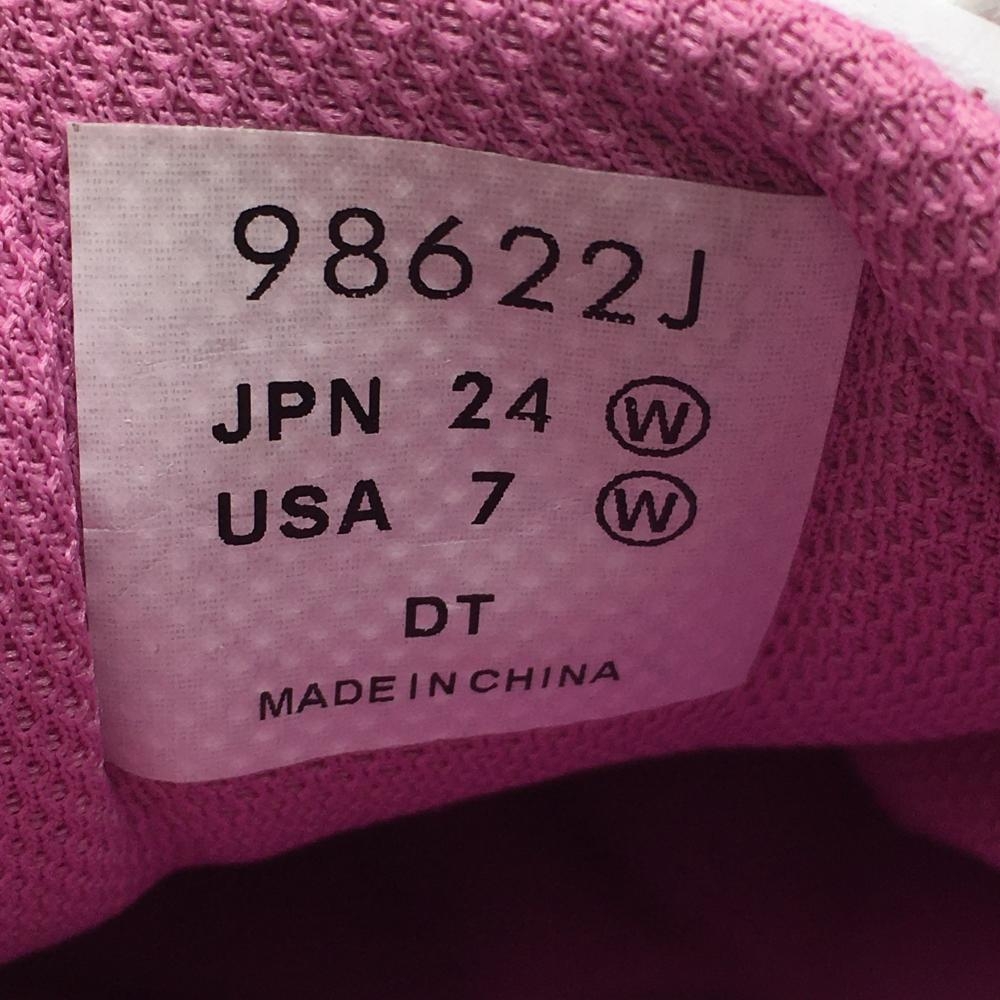 98622J
JPN 24 Ⓦ
USA 7 Ⓦ
DT
MADE IN CHINA